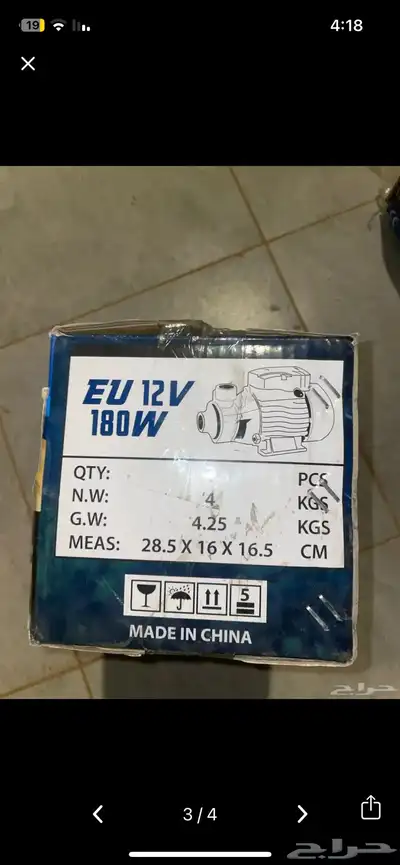 19
4:18
EU 12V
180W
QTY: PCS
N.W: 4 KGS
G.W: 4.25 KGS
MEAS: 28.5 X 16 X 16.5 CM
5
MADE IN CHINA
حراج
3 / 4
حراج